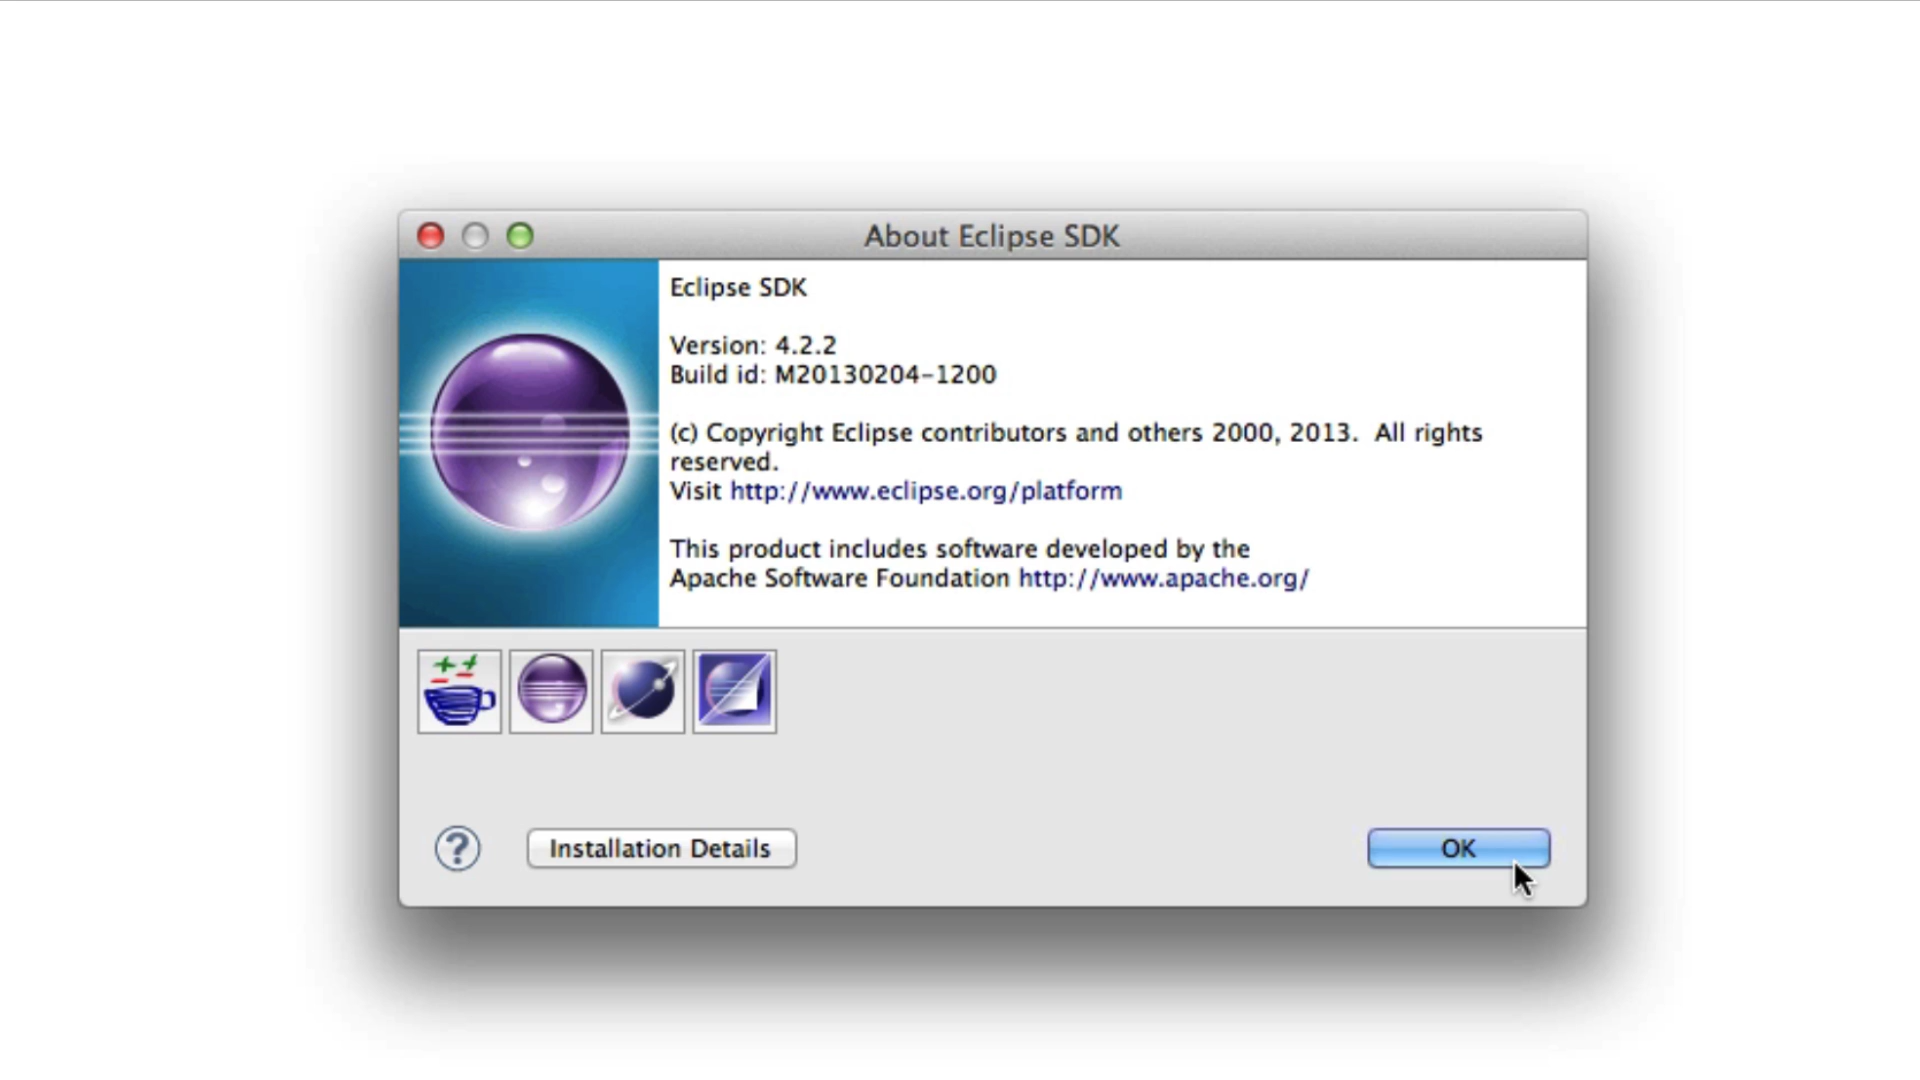 About Eclipse SDK
Eclipse SDK
Version: 4.2.2
Build id: M20130204-1200
(c) Copyright Eclipse contributors and others 2000, 2013.  All rights
reserved.
Visit http://www.eclipse.org/platform
This product includes software developed by the
Apache Software Foundation http://www.apache.org/
?
Installation Details
OK